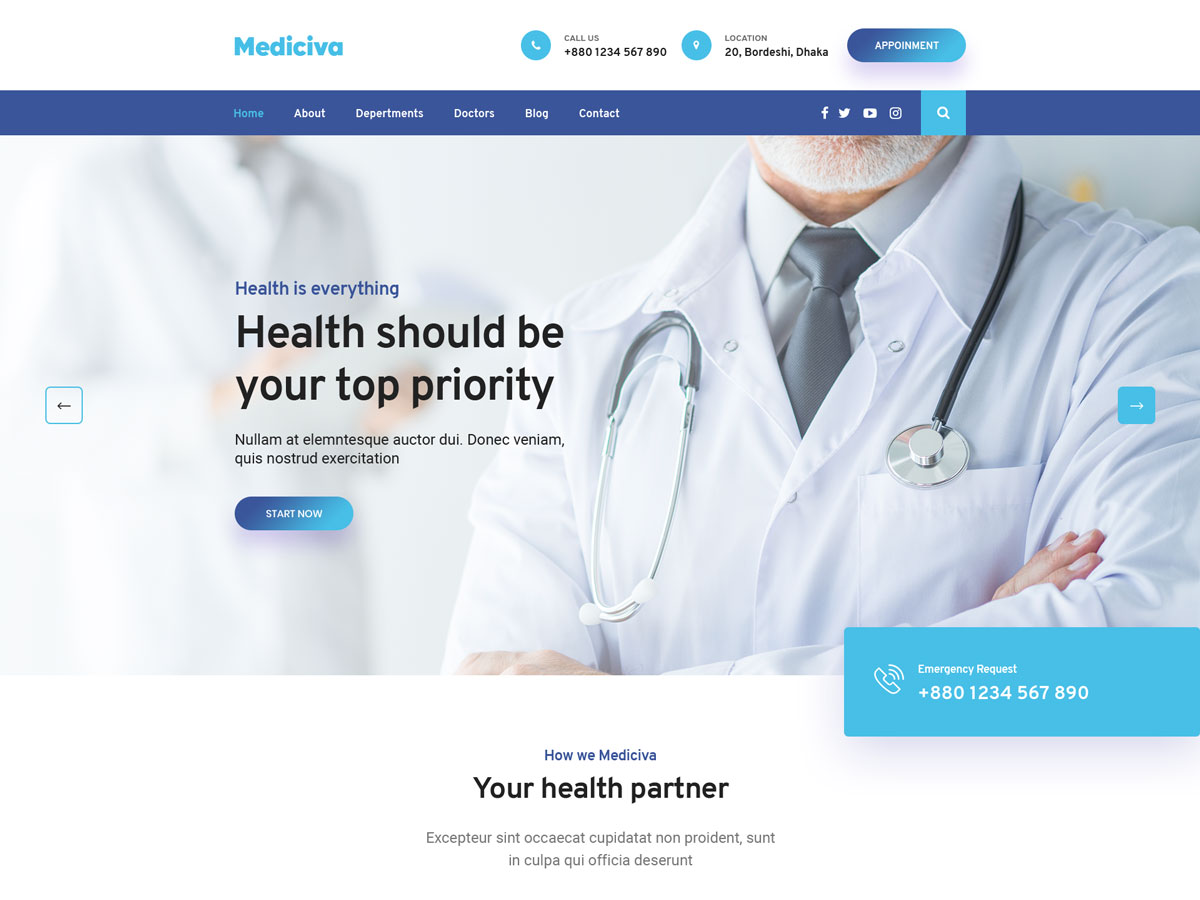 Mediciva
CALL US
+880 1234 567 890
LOCATION
20, Bordeshi, Dhaka
APPOINMENT
Home About Depertments Doctors Blog Contact
Health is everything
Health should be
your top priority
Nullam at elemntesque auctor dui. Donec veniam,
quis nostrud exercitation
START NOW
Emergency Request
+880 1234 567 890
How we Mediciva
Your health partner
Excepteur sint occaecat cupidatat non proident, sunt
in culpa qui officia deserunt